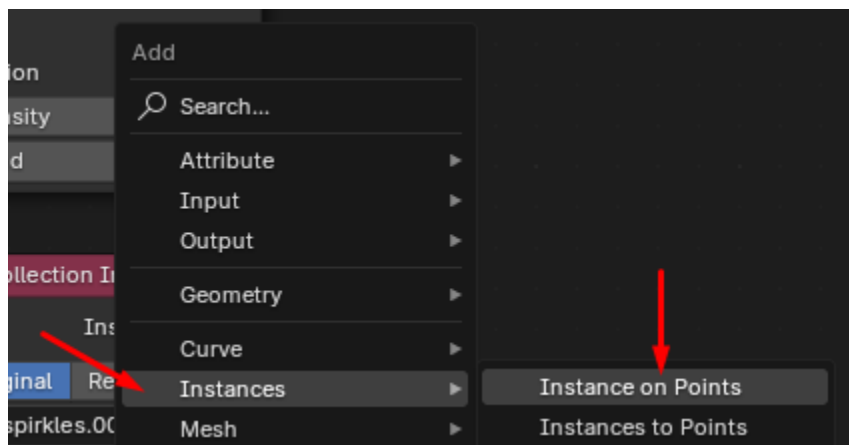 Add
ion
Search...
sity
d
Attribute
Input
Output
ollection In
Geometry
Ins
Curve
ginal Re
Instances
Instance on Points
spirkles.00
Mesh
Instances to Points